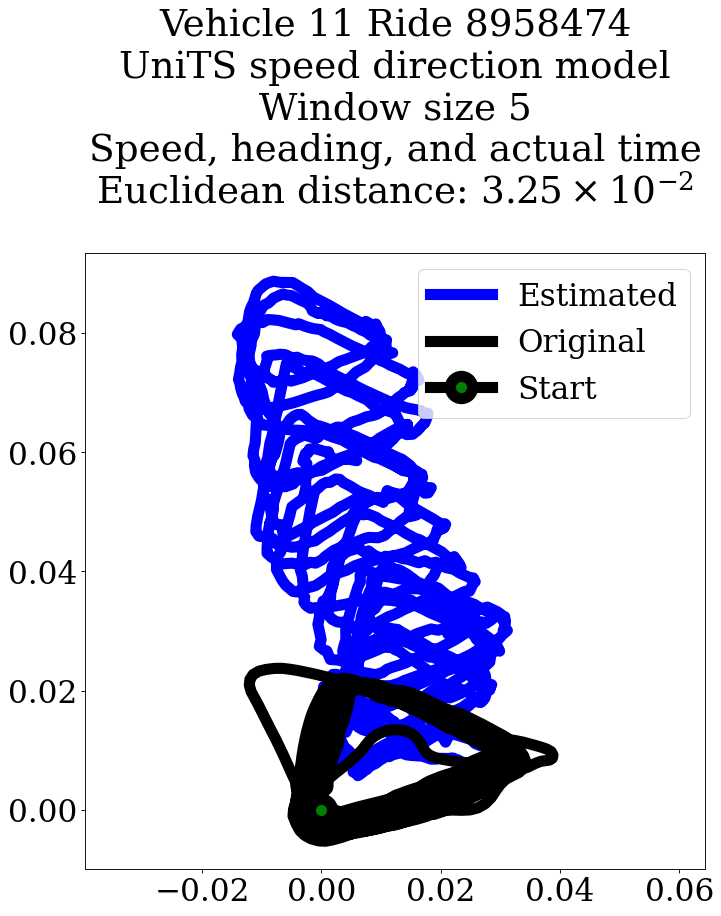 Vehicle 11 Ride 8958474
UniTS speed direction model
Window size 5
Speed, heading, and actual time
Euclidean distance: 3.25 × 10⁻²
Estimated
Original
Start
0.08
0.06
0.04
0.02
0.00
−0.02 0.00 0.02 0.04 0.06